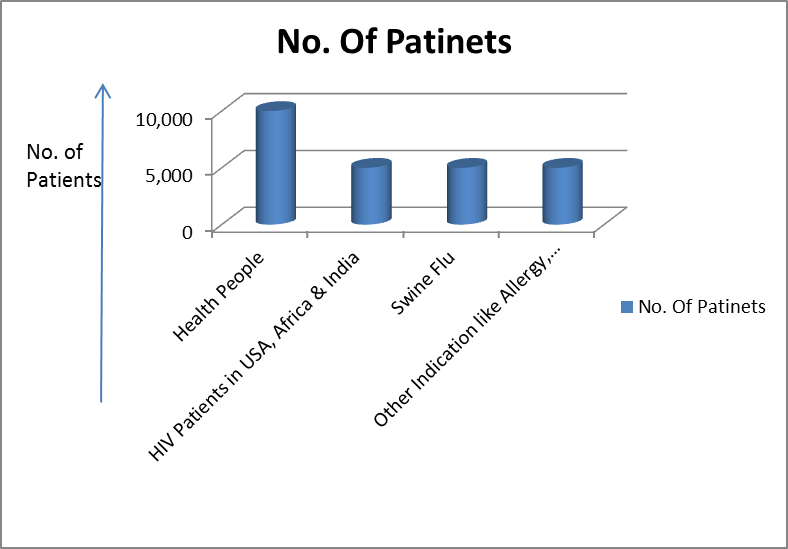 No. Of Patinets
No. of
Patients
10,000
5,000
0
Health People
HIV Patients in USA, Africa & India
Swine Flu
Other Indication like Allergy,...
No. Of Patinets